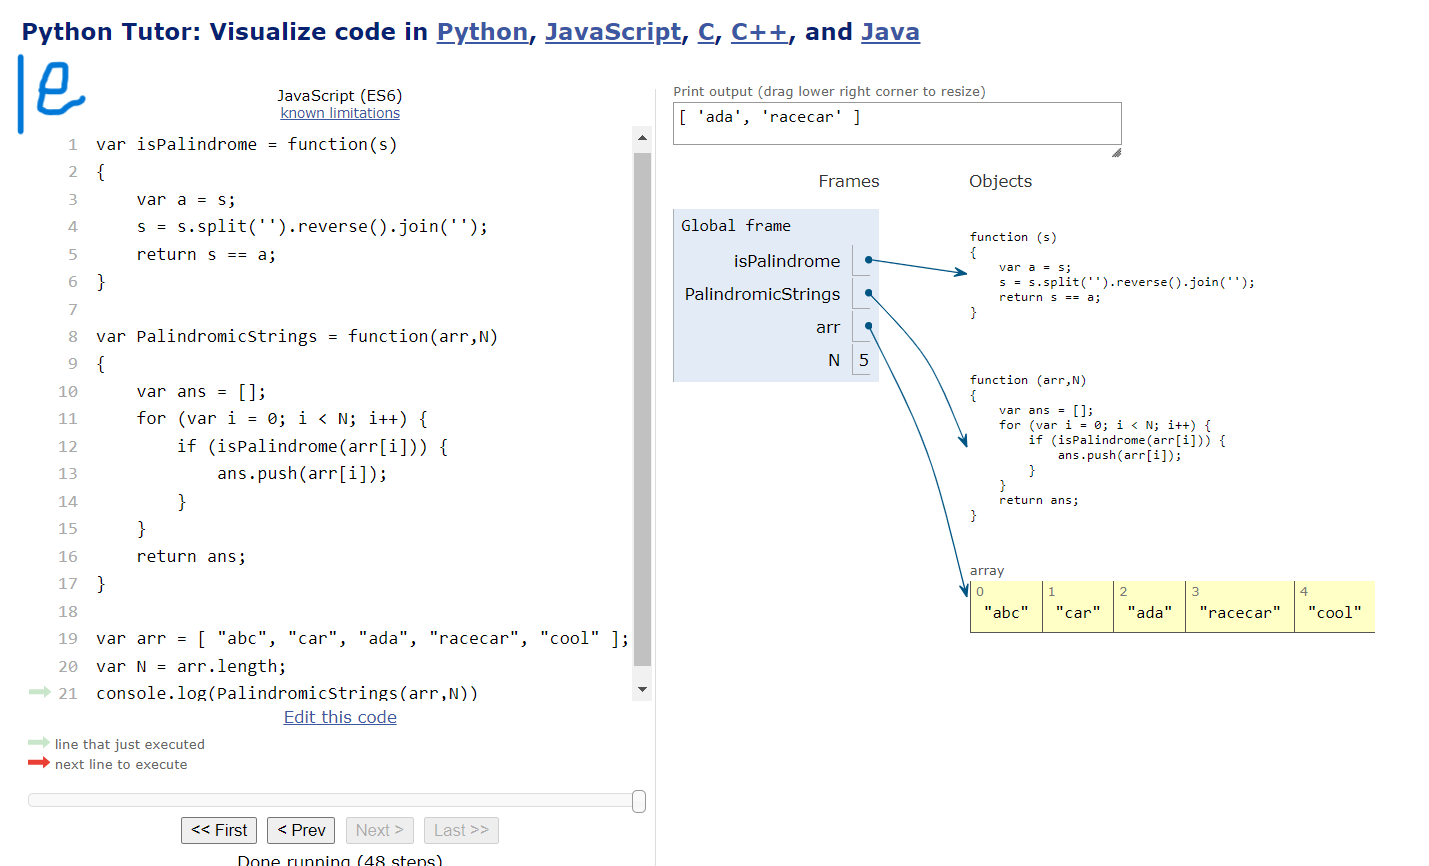 Python Tutor: Visualize code in Python, JavaScript, C, C++, and Java
e
JavaScript (ES6)
known limitations
1 var isPalindrome = function(s)
2 {
3 var a = s;
4 s = s.split('').reverse().join('');
5 return s == a;
6 }
7
8 var PalindromicStrings = function(arr,N)
9 {
10 var ans = [];
11 for (var i = 0; i < N; i++) {
12 if (isPalindrome(arr[i])) {
13 ans.push(arr[i]);
14 }
15 }
16 return ans;
17 }
18
19 var arr = [ "abc", "car", "ada", "racecar", "cool" ];
20 var N = arr.length;
21 console.log(PalindromicStrings(arr,N))
Edit this code
line that just executed
next line to execute
<< First < Prev Next > Last >>
Done running (48 steps)
Print output (drag lower right corner to resize)
[ 'ada', 'racecar' ]
Frames Objects
Global frame
isPalindrome
PalindromicStrings
arr
N 5
function (s)
{
var a = s;
s = s.split('').reverse().join('');
return s == a;
}
function (arr,N)
{
var ans = [];
for (var i = 0; i < N; i++) {
if (isPalindrome(arr[i])) {
ans.push(arr[i]);
}
}
return ans;
}
array
0 1 2 3 4
"abc" "car" "ada" "racecar" "cool"